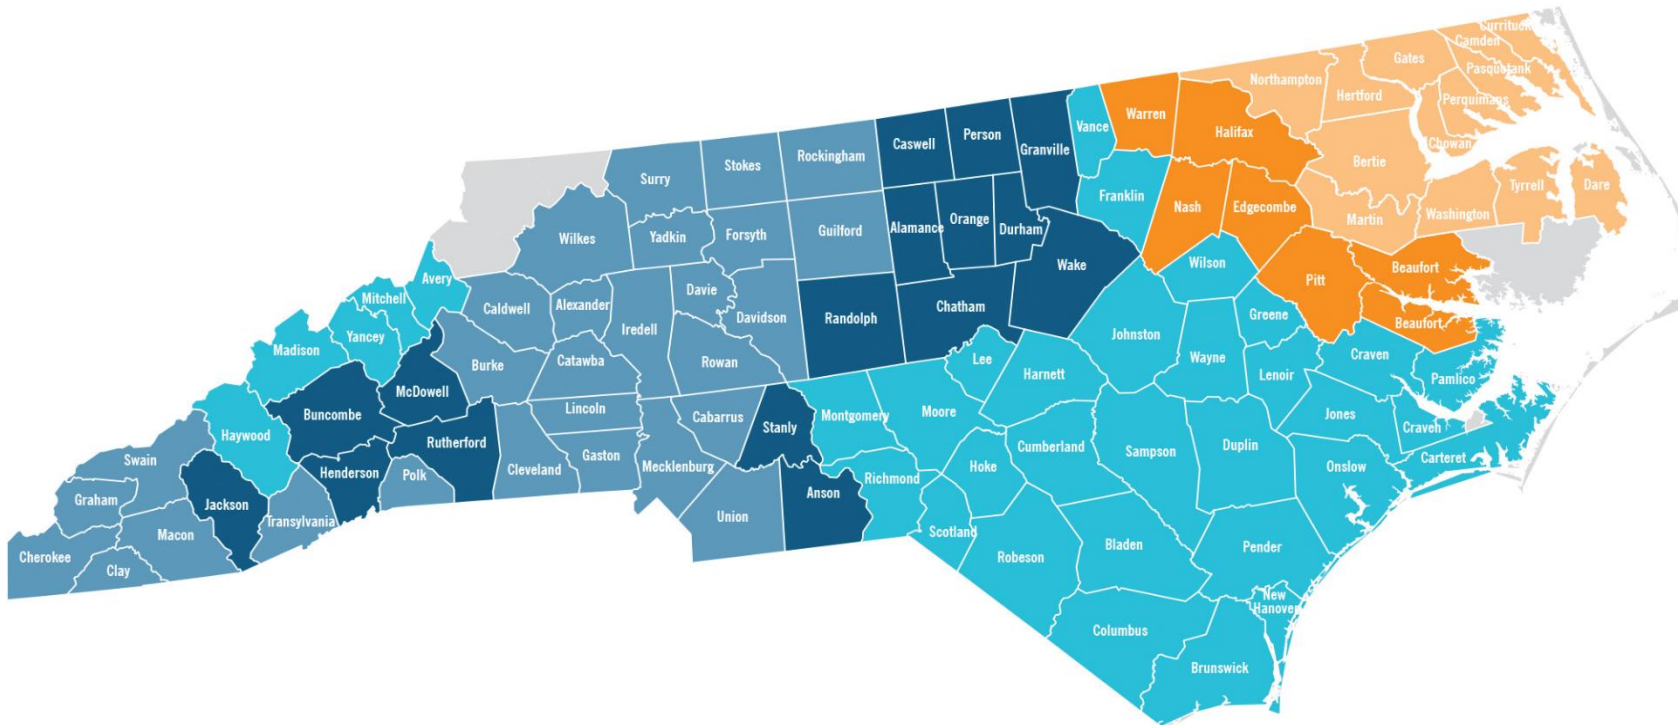 Currituck
Camden
Gates
Pasquotank
Northampton
Hertford
Perquimans
Warren
Halifax
Vance
Person
Caswell
Granville
Chowan
Rockingham
Stokes
Bertie
Surry
Tyrrell
Dare
Franklin
Nash
Edgecombe
Martin
Washington
Orange
Alamance
Durham
Guilford
Forsyth
Yadkin
Wilkes
Wilson
Wake
Beaufort
Pitt
Avery
Davie
Mitchell
Caldwell
Alexander
Chatham
Greene
Randolph
Davidson
Iredell
Beaufort
Johnston
Yancey
Madison
Craven
Wayne
Lee
Rowan
Catawba
Burke
Harnett
Lenoir
Pamlico
McDowell
Lincoln
Moore
Montgomery
Buncombe
Cabarrus
Jones
Stanly
Craven
Haywood
Rutherford
Cumberland
Duplin
Sampson
Gaston
Carteret
Swain
Hoke
Onslow
Mecklenburg
Cleveland
Henderson
Polk
Richmond
Anson
Graham
Jackson
Union
Transylvania
Scotland
Macon
Bladen
Pender
Cherokee
Robeson
Clay
New
Hanover
Columbus
Brunswick